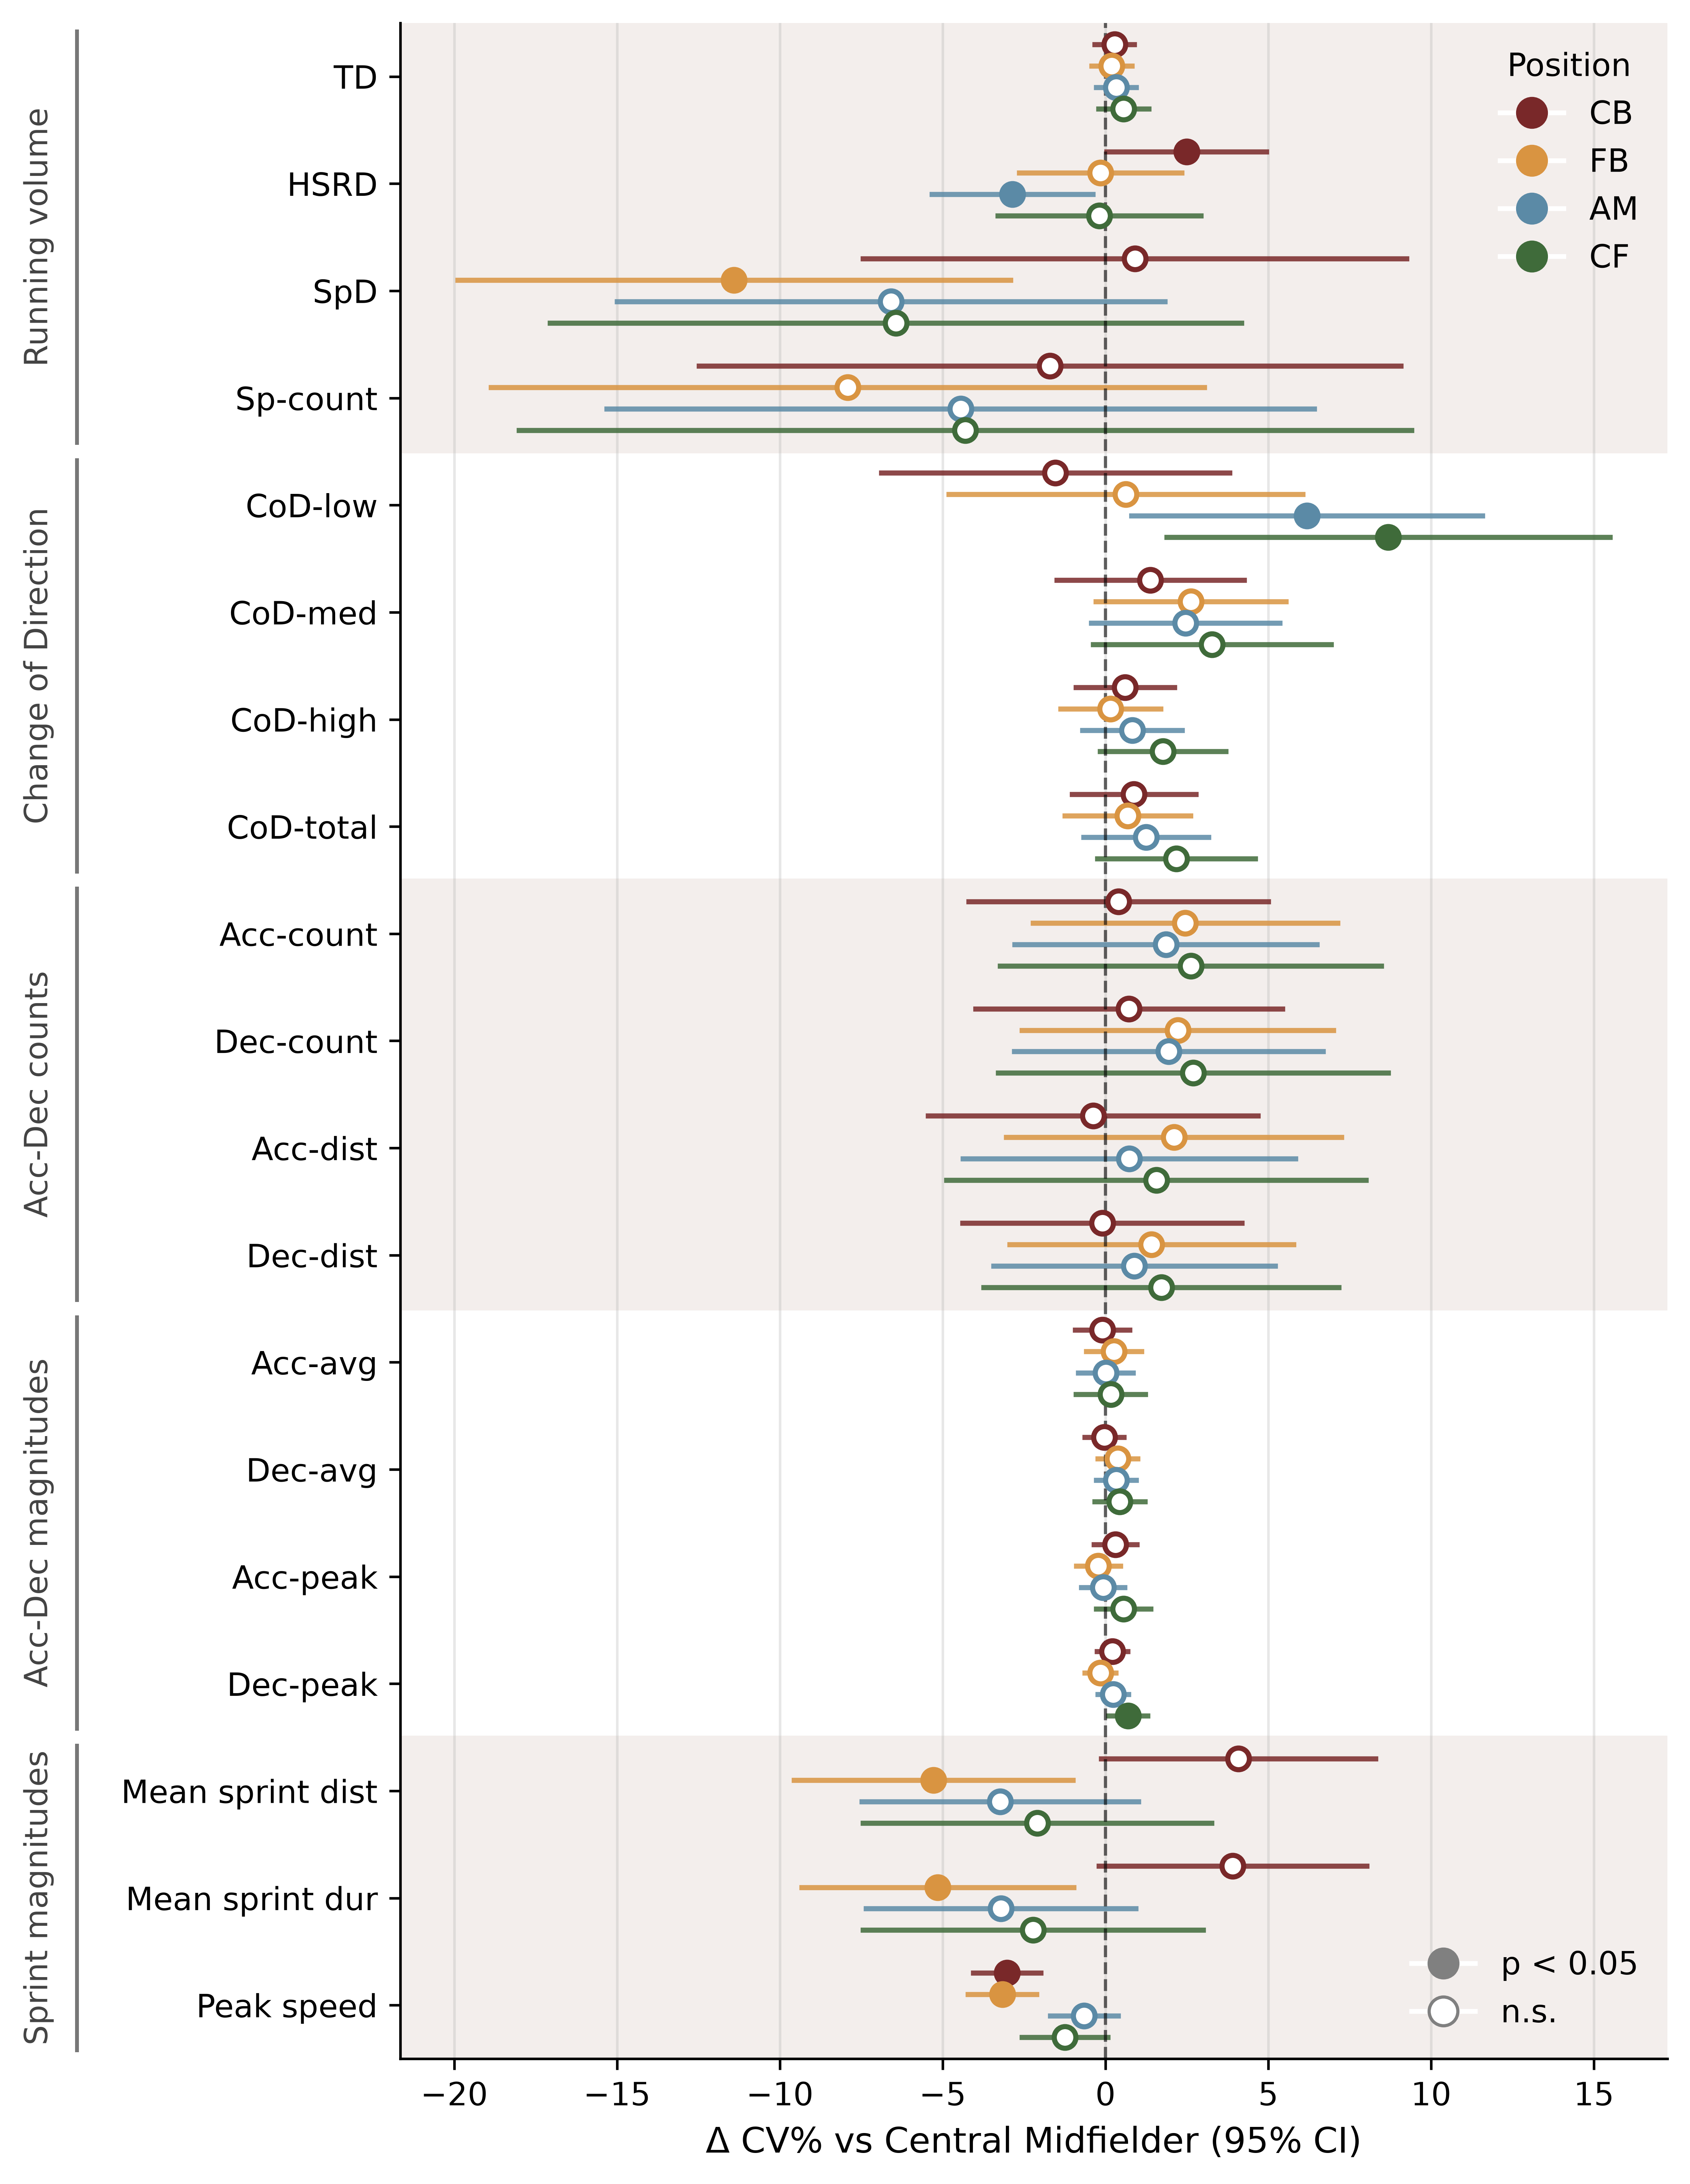 Running volume
TD
HSRD
SpD
Sp-count
Change of Direction
CoD-low
CoD-med
CoD-high
CoD-total
Acc-Dec counts
Acc-count
Dec-count
Acc-dist
Dec-dist
Acc-Dec magnitudes
Acc-avg
Dec-avg
Acc-peak
Dec-peak
Sprint magnitudes
Mean sprint dist
Mean sprint dur
Peak speed
Position
CB
FB
AM
CF
p < 0.05
n.s.
−20 −15 −10 −5 0 5 10 15
Δ CV% vs Central Midfielder (95% CI)